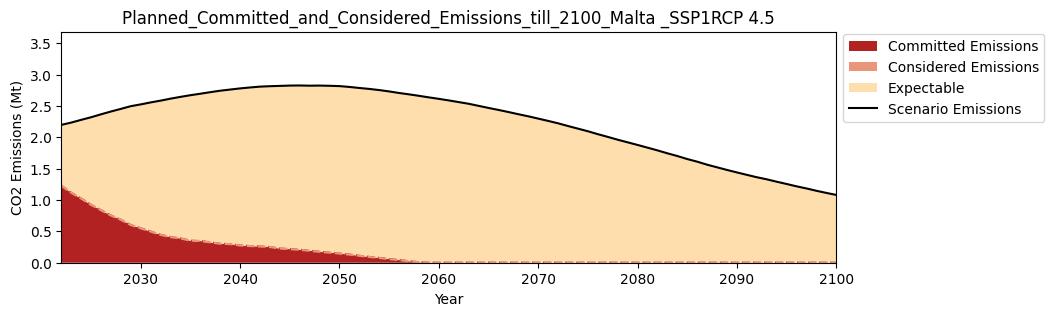 Planned_Committed_and_Considered_Emissions_till_2100_Malta _SSP1RCP 4.5
CO2 Emissions (Mt)
3.5
3.0
2.5
2.0
1.5
1.0
0.5
0.0
2030 2040 2050 2060 2070 2080 2090 2100
Year
Committed Emissions
Considered Emissions
Expectable
Scenario Emissions